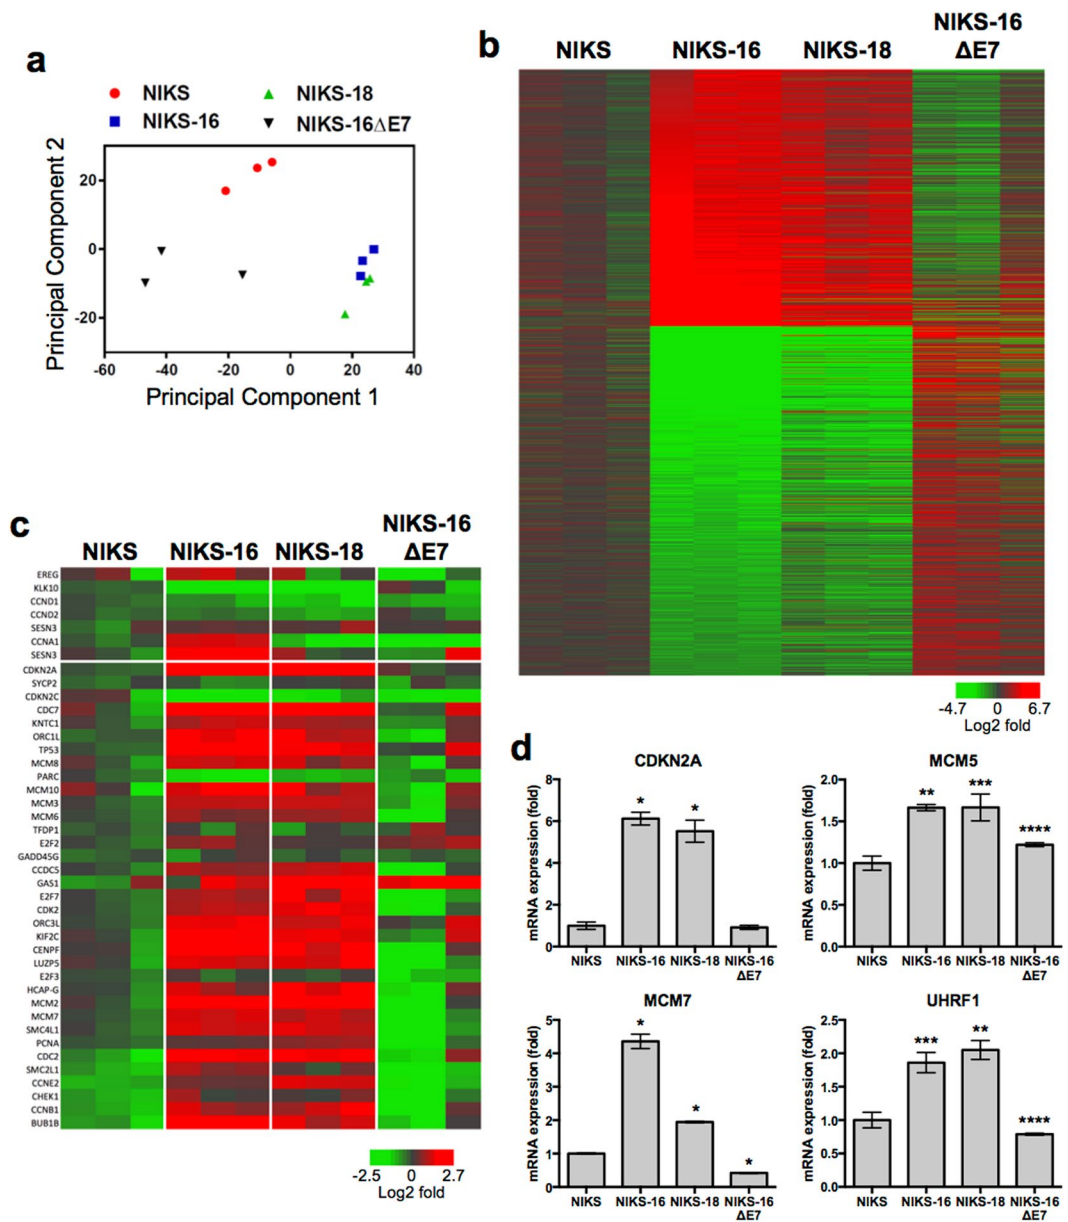 a
NIKS
NIKS-16
NIKS-18
NIKS-16ΔE7
Principal Component 2
20
0
-20
-60
-40
-20
0
20
40
Principal Component 1
b
NIKS
NIKS-16
NIKS-18
NIKS-16
ΔE7
-4.7
0
6.7
Log2 fold
c
NIKS
NIKS-16
NIKS-18
NIKS-16
ΔE7
EREG
KLK10
CCND1
CCND2
SESN3
CCNA1
SESN3
CDKN2A
SYCP2
CDKN2C
CDC7
KNTC1
ORC1L
TP53
MCM8
PARC
MCM10
MCM3
MCM6
TFDP1
E2F2
GADD45G
CCDC5
GAS1
E2F7
CDK2
ORC3L
KIF2C
CENPF
LUZP5
E2F3
HCAP-G
MCM2
MCM7
SMC4L1
PCNA
CDC2
SMC2L1
CCNE2
CHEK1
CCNB1
BUB1B
-2.5
0
2.7
Log2 fold
d
CDKN2A
mRNA expression (fold)
8
6
4
2
0
*
*
NIKS
NIKS-16
NIKS-18
NIKS-16
ΔE7
MCM5
mRNA expression (fold)
2.0
1.5
1.0
0.5
0.0
**
***
****
NIKS
NIKS-16
NIKS-18
NIKS-16
ΔE7
MCM7
mRNA expression (fold)
5
4
3
2
1
0
*
*
*
NIKS
NIKS-16
NIKS-18
NIKS-16
ΔE7
UHRF1
mRNA expression (fold)
2.5
2.0
1.5
1.0
0.5
0.0
***
**
****
NIKS
NIKS-16
NIKS-18
NIKS-16
ΔE7